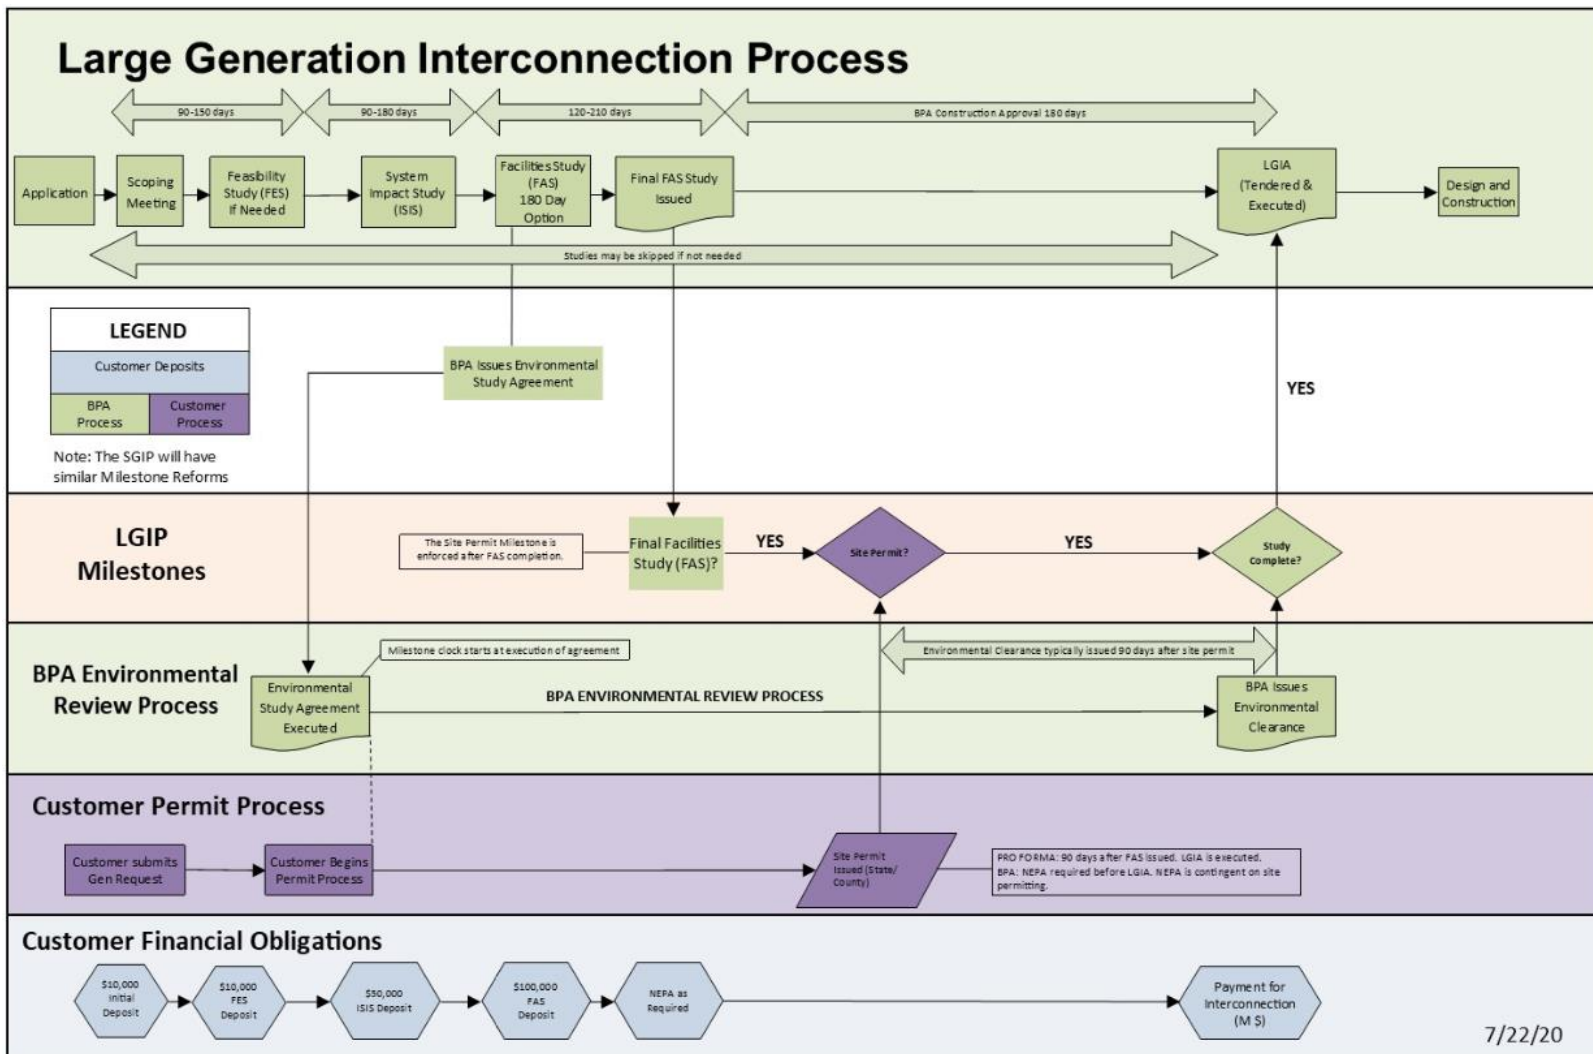 Large Generation Interconnection Process
90-150 days
90-180 days
120-210 days
BPA Construction Approval 180 days
Application
Scoping
Meeting
Feasibility
Study (FES)
If Needed
System
Impact Study
(ISIS)
Facilities Study
(FAS)
180 Day
Option
Final FAS Study
Issued
LGIA
(Tendered &
Executed)
Design and
Construction
Studies may be skipped if not needed
LEGEND
Customer Deposits
BPA
Process
Customer
Process
Note: The SGIP will have
similar Milestone Reforms
BPA Issues Environmental
Study Agreement
YES
LGIP
Milestones
The Site Permit Milestone is
enforced after FAS completion.
Final Facilities
Study (FAS)?
YES
Site Permit?
YES
Study
Complete?
BPA Environmental
Review Process
Milestone clock starts at execution of agreement
Environmental
Study Agreement
Executed
BPA ENVIRONMENTAL REVIEW PROCESS
Environmental Clearance typically issued 90 days after site permit
BPA Issues
Environmental
Clearance
Customer Permit Process
Customer submits
Gen Request
Customer Begins
Permit Process
Site Permit
Issued (State/
County)
PRO FORMA: 90 days after FAS issued. LGIA is executed.
BPA: NEPA required before LGIA. NEPA is contingent on site
permitting.
Customer Financial Obligations
$10,000
Initial
Deposit
$10,000
FES
Deposit
$50,000
ISIS Deposit
$100,000
FAS
Deposit
NEPA as
Required
Payment for
Interconnection
(M $)
7/22/20